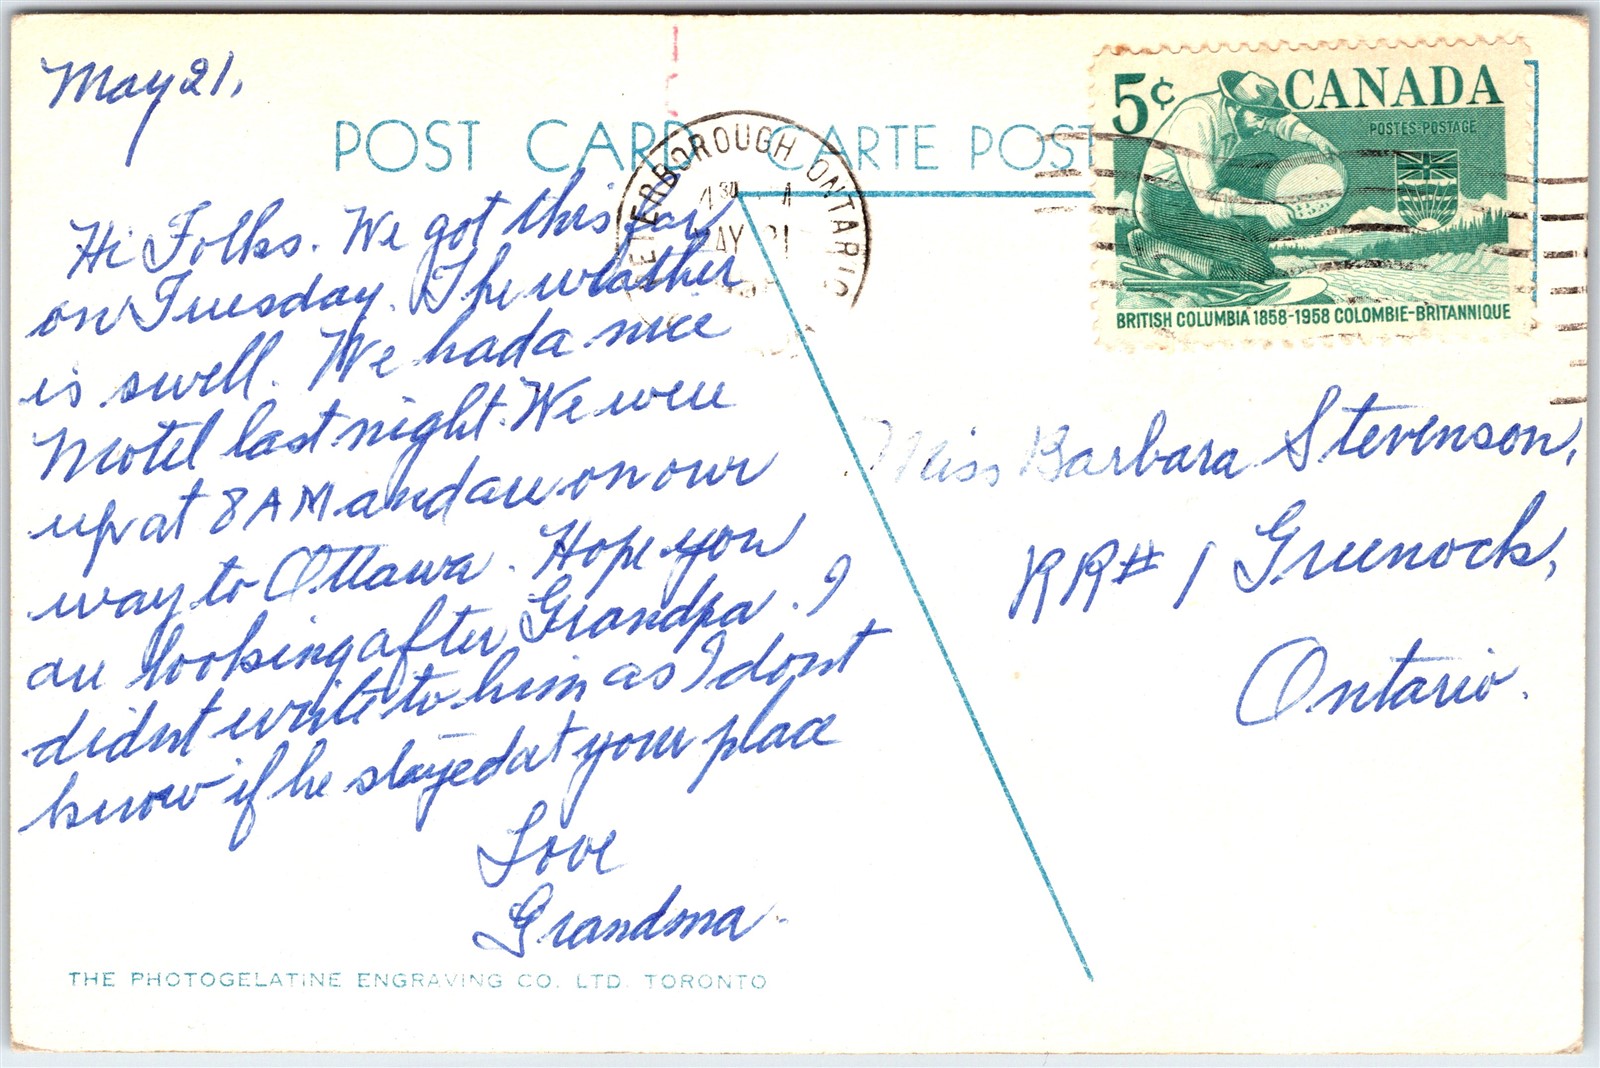 May 21,
POST CARD CARTE POST
5¢ CANADA
POSTES-POSTAGE
BRITISH COLUMBIA 1858-1958 COLOMBIE-BRITANNIQUE
PETERBOROUGH ONTARIO
MAY 21
Hi Folks. We got this far
on Tuesday. The weather
is swell. We had a nice
Motel last night. We were
up at 8 AM and are on our
way to Ottawa. Hope you
are looking after Grandpa. I
didnt write to him as I dont
know if he stayed at your place
Love
Grandma.
Miss Barbara Stevenson,
RR# 1 Greenock,
Ontario.
THE PHOTOGELATINE ENGRAVING CO. LTD. TORONTO